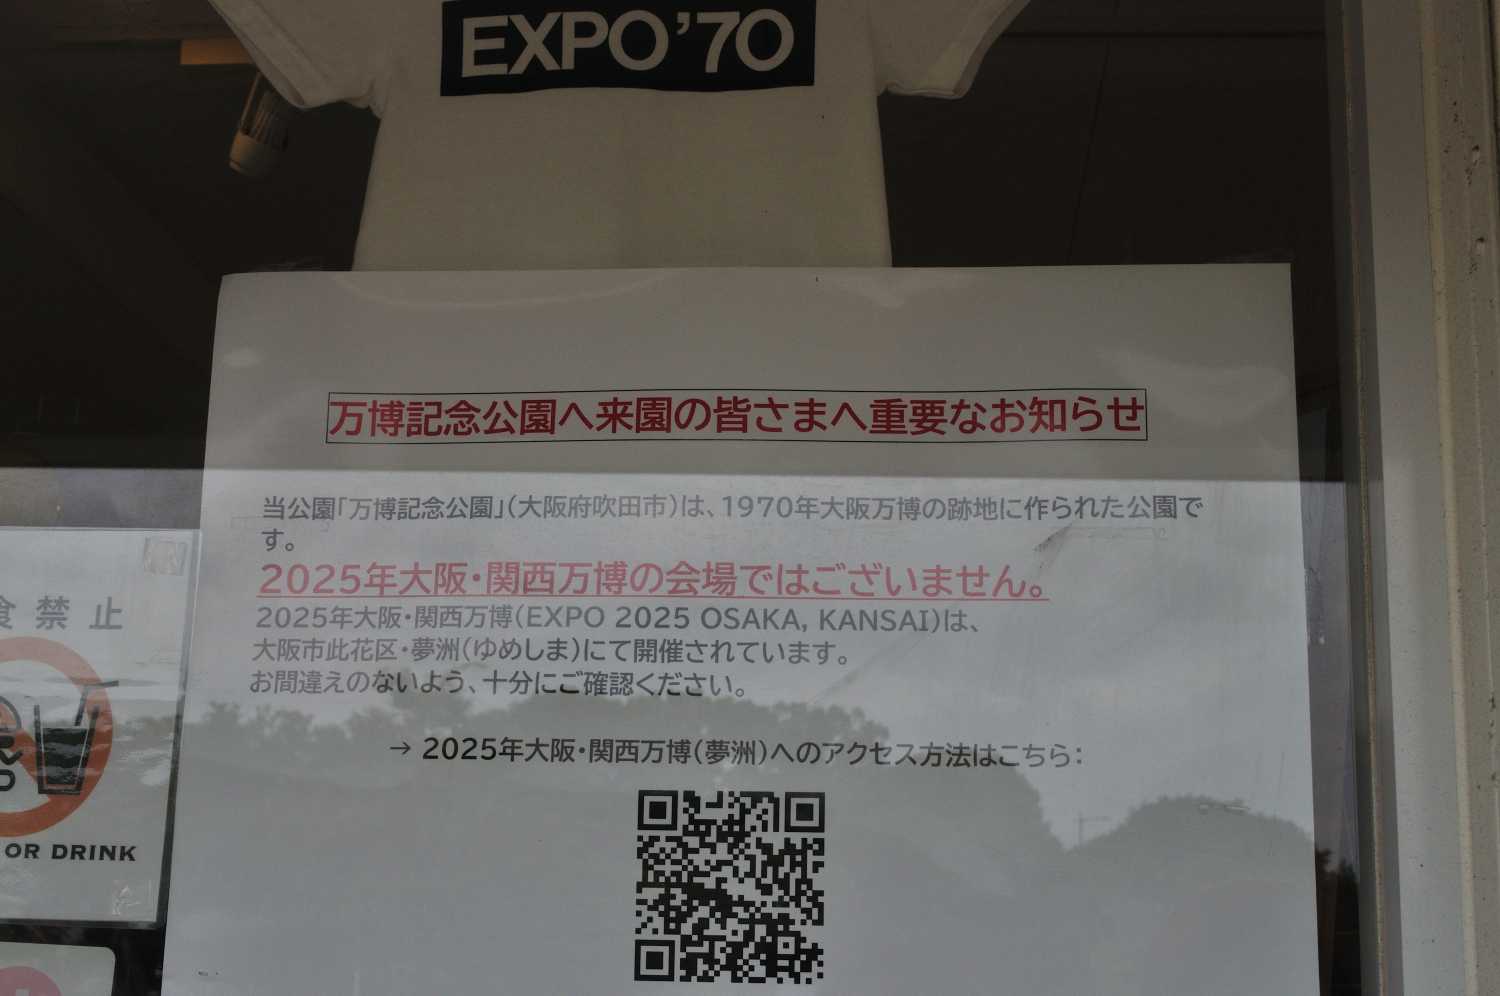 EXPO'70
万博記念公園へ来園の皆さまへ重要なお知らせ
当公園「万博記念公園」(大阪府吹田市)は、1970年大阪万博の跡地に作られた公園で
す。
2025年大阪・関西万博の会場ではございません。
2025年大阪・関西万博(EXPO 2025 OSAKA, KANSAI)は、
大阪市此花区・夢洲(ゆめしま)にて開催されています。
お間違えのないよう、十分にご確認ください。
→ 2025年大阪・関西万博(夢洲)へのアクセス方法はこちら:
食禁止
OR DRINK